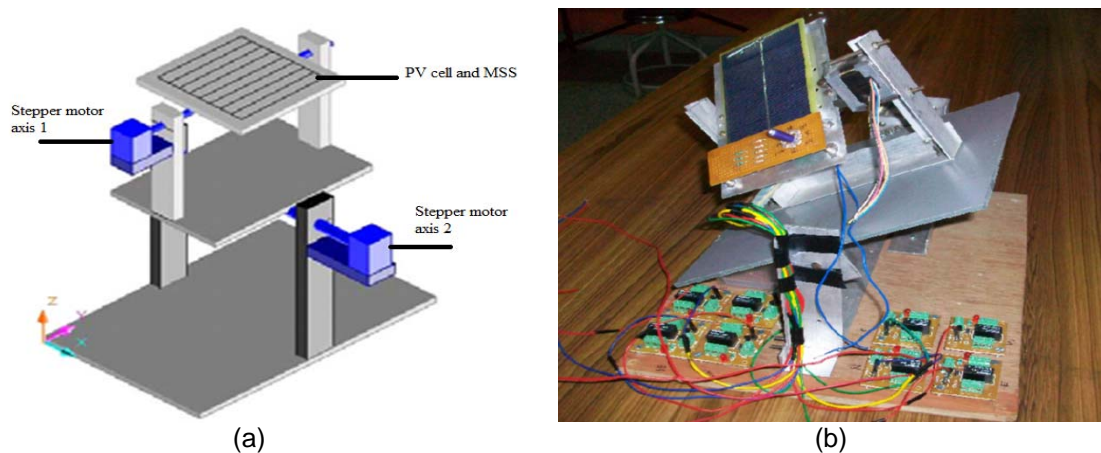 PV cell and MSS
Stepper motor
axis 1
Stepper motor
axis 2
Z
Y
X
(a)
(b)